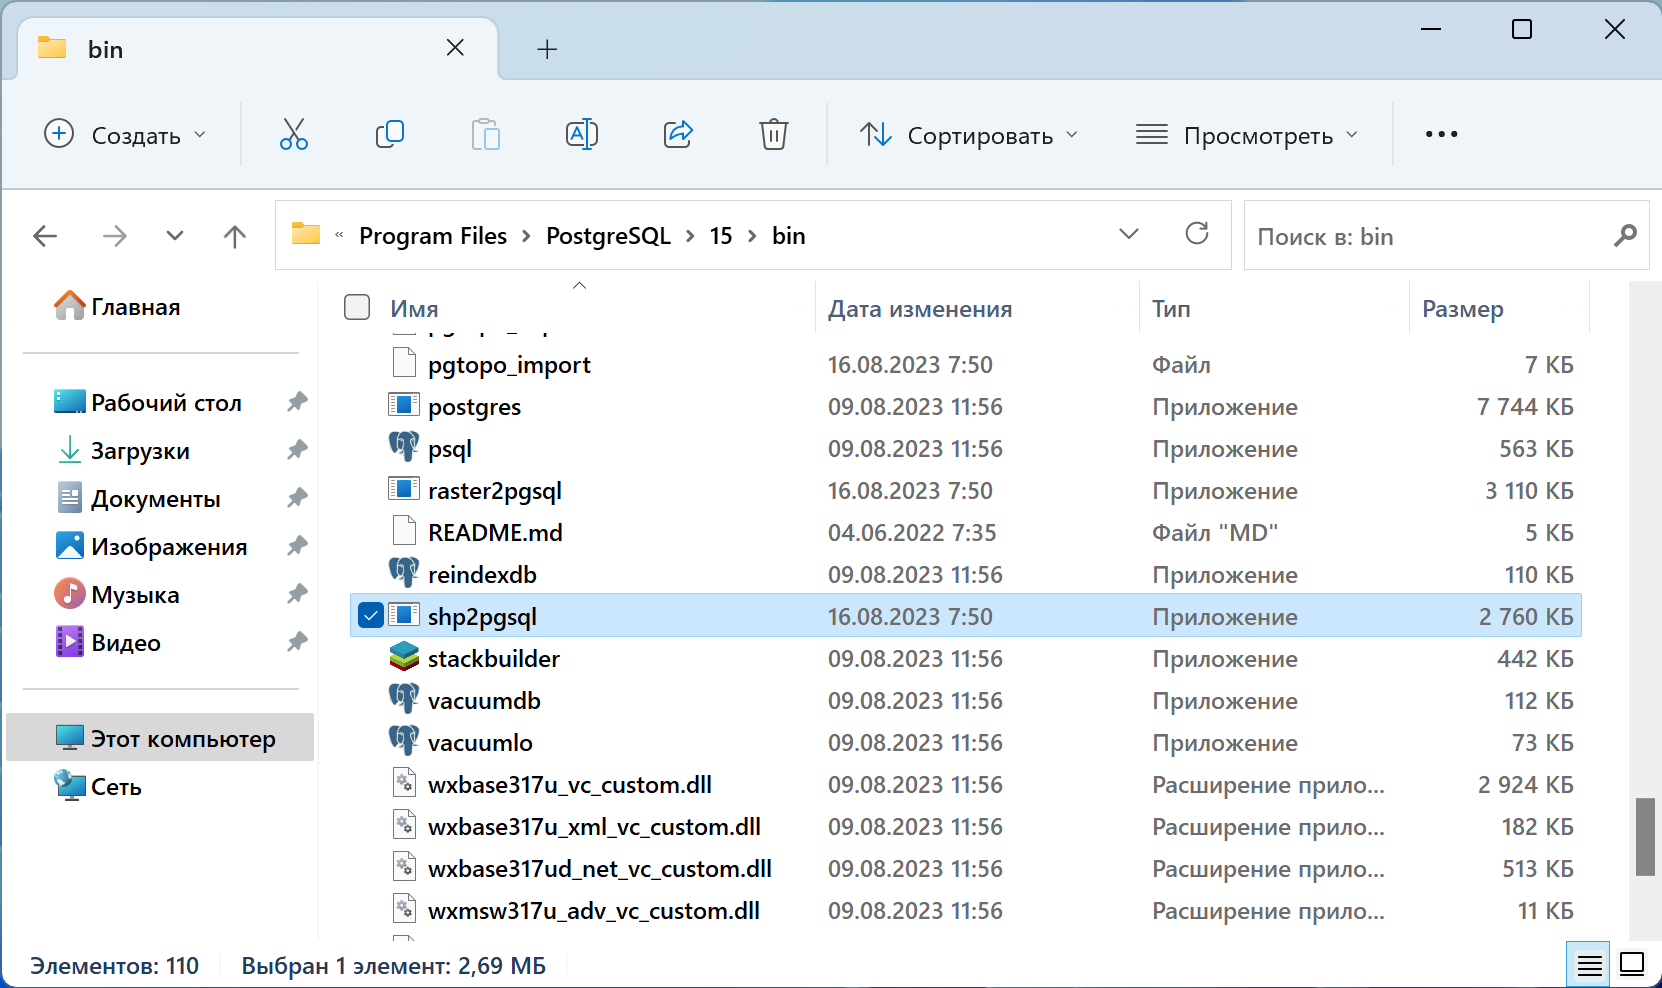 bin
Создать
Сортировать
Просмотреть
« Program Files › PostgreSQL › 15 › bin
Поиск в: bin
Главная
Рабочий стол
Загрузки
Документы
Изображения
Музыка
Видео
Этот компьютер
Сеть
Имя Дата изменения Тип Размер
pgtopo_import 16.08.2023 7:50 Файл 7 КБ
postgres 09.08.2023 11:56 Приложение 7 744 КБ
psql 09.08.2023 11:56 Приложение 563 КБ
raster2pgsql 16.08.2023 7:50 Приложение 3 110 КБ
README.md 04.06.2022 7:35 Файл "MD" 5 КБ
reindexdb 09.08.2023 11:56 Приложение 110 КБ
shp2pgsql 16.08.2023 7:50 Приложение 2 760 КБ
stackbuilder 09.08.2023 11:56 Приложение 442 КБ
vacuumdb 09.08.2023 11:56 Приложение 112 КБ
vacuumlo 09.08.2023 11:56 Приложение 73 КБ
wxbase317u_vc_custom.dll 09.08.2023 11:56 Расширение прило... 2 924 КБ
wxbase317u_xml_vc_custom.dll 09.08.2023 11:56 Расширение прило... 182 КБ
wxbase317ud_net_vc_custom.dll 09.08.2023 11:56 Расширение прило... 513 КБ
wxmsw317u_adv_vc_custom.dll 09.08.2023 11:56 Расширение прило... 11 КБ
Элементов: 110
Выбран 1 элемент: 2,69 МБ